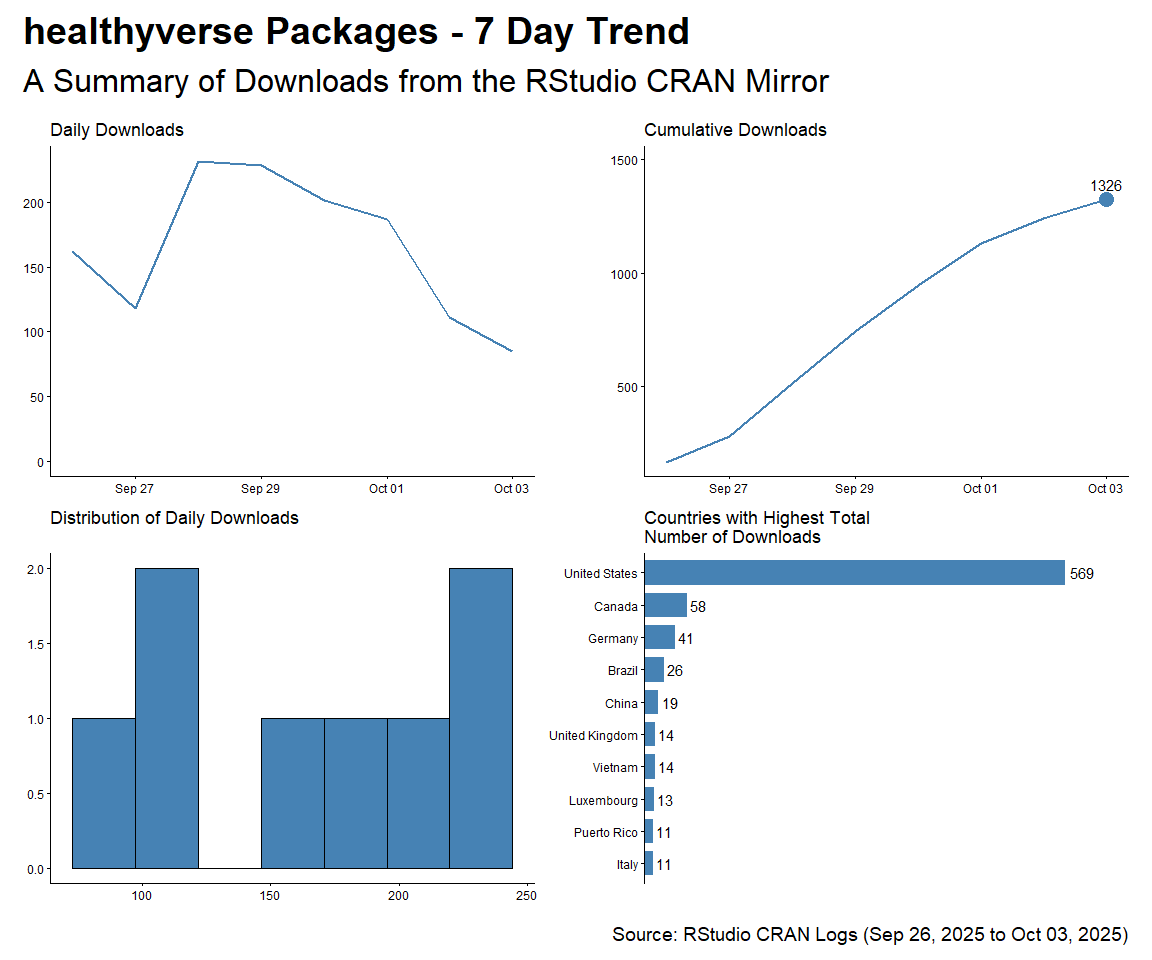 healthyverse Packages - 7 Day Trend
A Summary of Downloads from the RStudio CRAN Mirror
Daily Downloads
200
150
100
50
0
Sep 27 Sep 29 Oct 01 Oct 03
Cumulative Downloads
1500
1000
500
1326
Sep 27 Sep 29 Oct 01 Oct 03
Distribution of Daily Downloads
2.0
1.5
1.0
0.5
0.0
100 150 200 250
Countries with Highest Total
Number of Downloads
United States 569
Canada 58
Germany 41
Brazil 26
China 19
United Kingdom 14
Vietnam 14
Luxembourg 13
Puerto Rico 11
Italy 11
Source: RStudio CRAN Logs (Sep 26, 2025 to Oct 03, 2025)